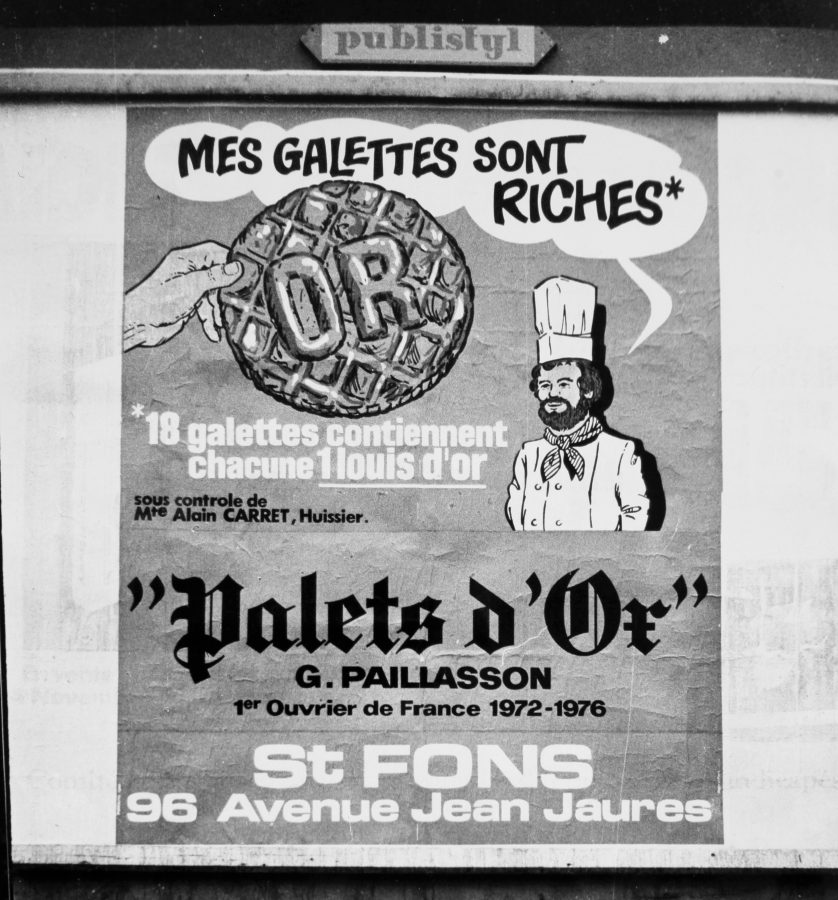 publistyl
MES GALETTES SONT
RICHES*
OR
*18 galettes contiennent
chacune 1 louis d'or
sous controle de
Mte Alain CARRET, Huissier.
"Palets d'Or"
G. PAILLASSON
1er Ouvrier de France 1972-1976
St FONS
96 Avenue Jean Jaures